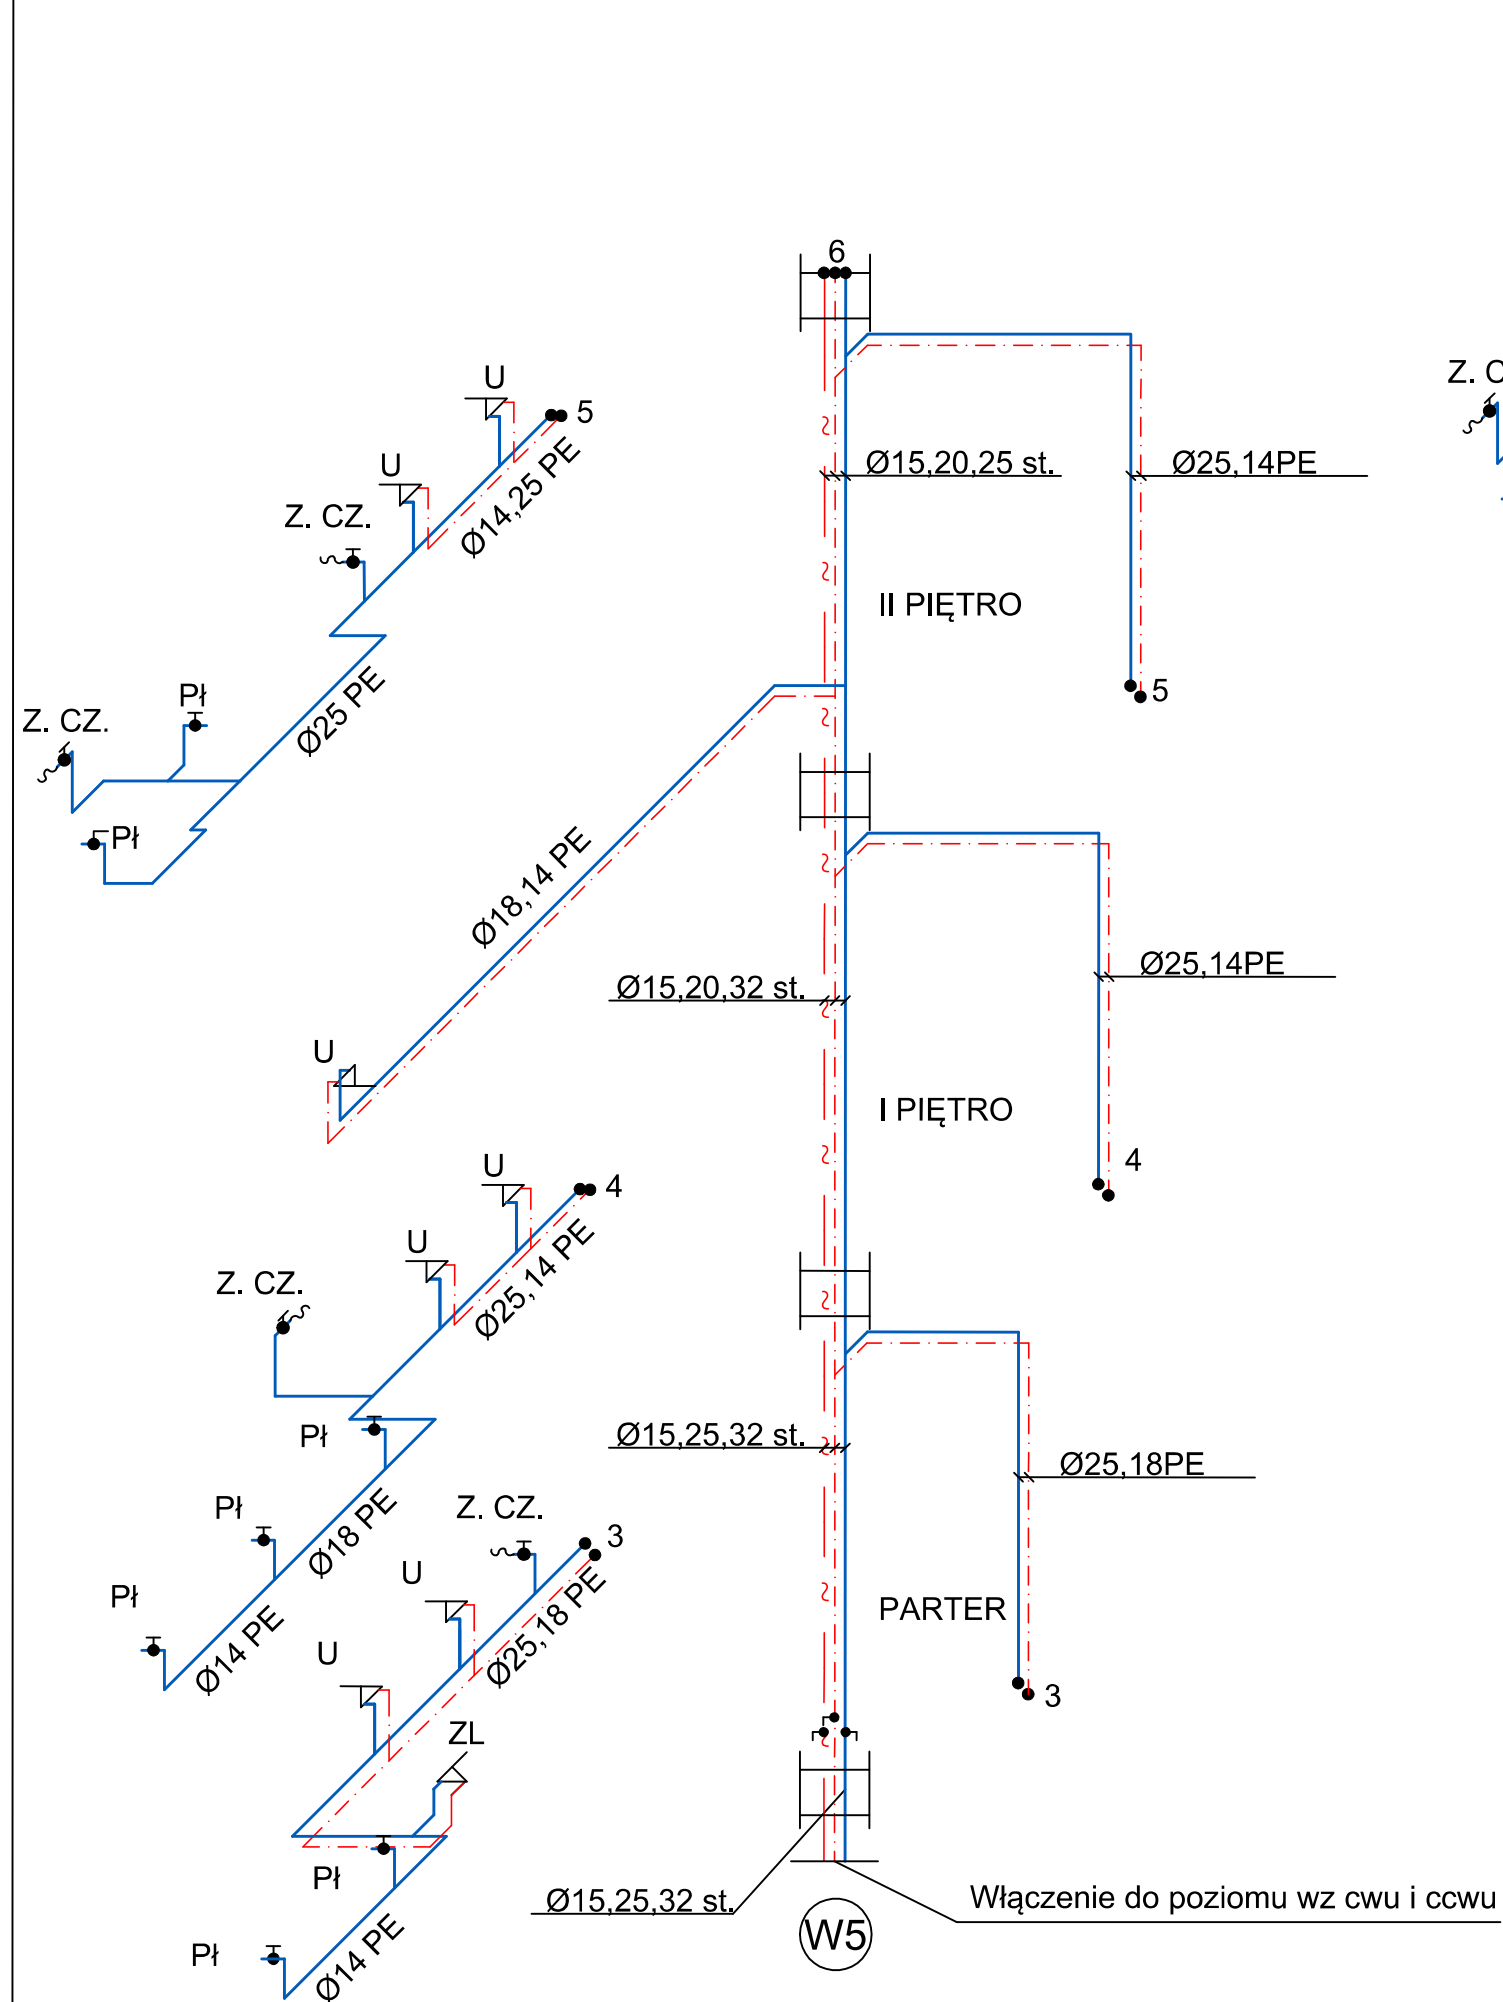 6
U
5
Z. C
U
Ø15,20,25 st.
Ø25,14PE
Ø14,25 PE
Z. CZ.
II PIĘTRO
Pł
5
Z. CZ.
Ø25 PE
Pł
Ø18,14 PE
Ø25,14PE
Ø15,20,32 st.
U
I PIĘTRO
U
4
4
U
Z. CZ.
Ø25,14 PE
Pł
Ø15,25,32 st.
Ø25,18PE
Pł
Z. CZ.
3
Ø18 PE
U
Pł
PARTER
Ø25,18 PE
Ø14 PE
U
3
ZL
Pł
Ø15,25,32 st.
Włączenie do poziomu wz cwu i ccwu
W5
Pł
Ø14 PE